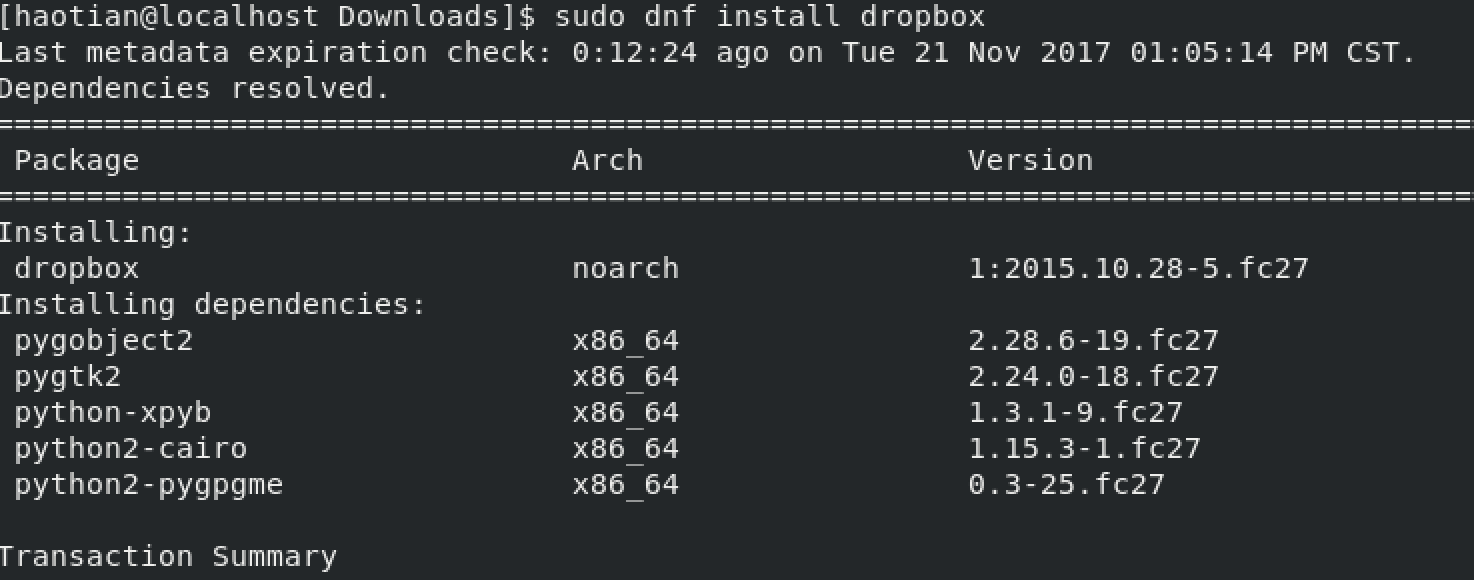 [haotian@localhost Downloads]$ sudo dnf install dropbox
Last metadata expiration check: 0:12:24 ago on Tue 21 Nov 2017 01:05:14 PM CST.
Dependencies resolved.
==================================================================================
Package Arch Version
==================================================================================
Installing:
dropbox noarch 1:2015.10.28-5.fc27
Installing dependencies:
pygobject2 x86_64 2.28.6-19.fc27
pygtk2 x86_64 2.24.0-18.fc27
python-xpyb x86_64 1.3.1-9.fc27
python2-cairo x86_64 1.15.3-1.fc27
python2-pygpgme x86_64 0.3-25.fc27
Transaction Summary